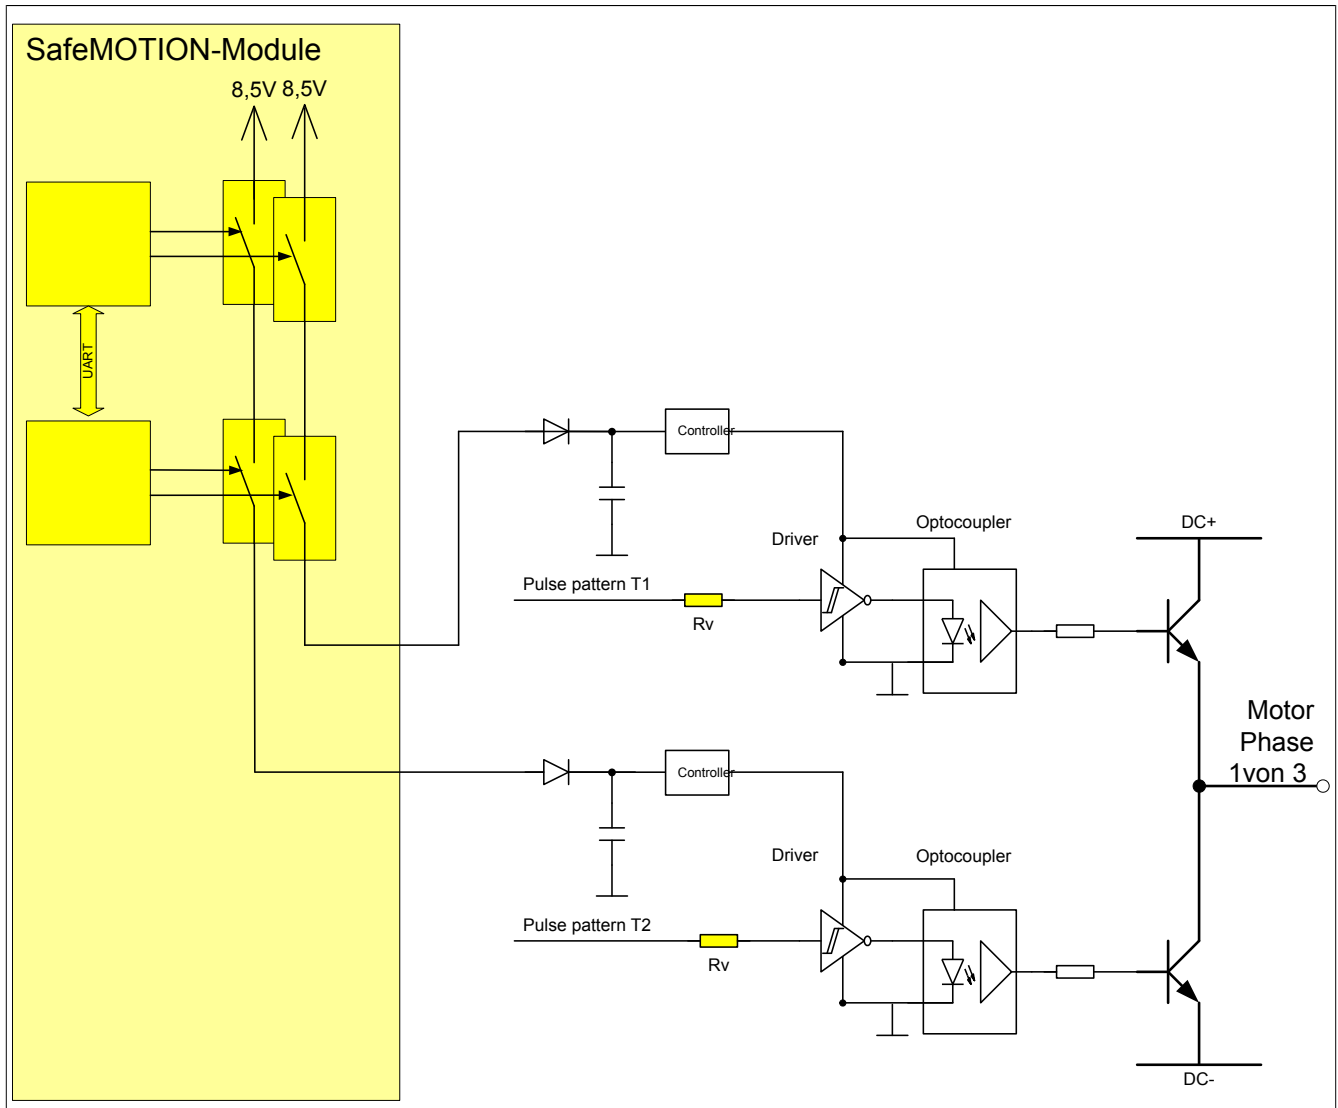 SafeMOTION-Module
8,5V 8,5V
UART
Controller
Driver
Optocoupler
DC+
Pulse pattern T1
Rv
Motor
Phase
1von 3
Controller
Driver
Optocoupler
Pulse pattern T2
Rv
DC-